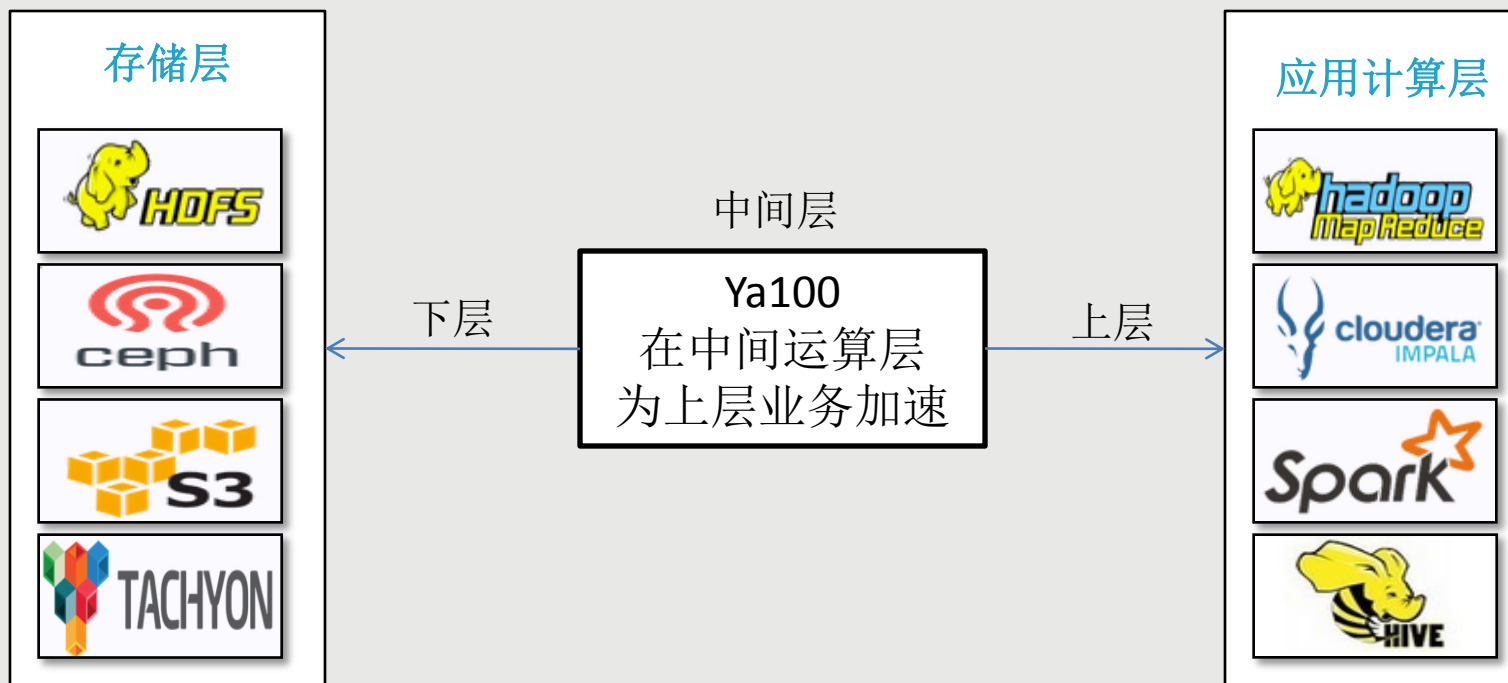 存储层
HDFS
ceph
S3
TACHYON
下层
中间层
Ya100
在中间运算层
为上层业务加速
上层
应用计算层
hadoop
Map Reduce
cloudera
IMPALA
Spark
HIVE